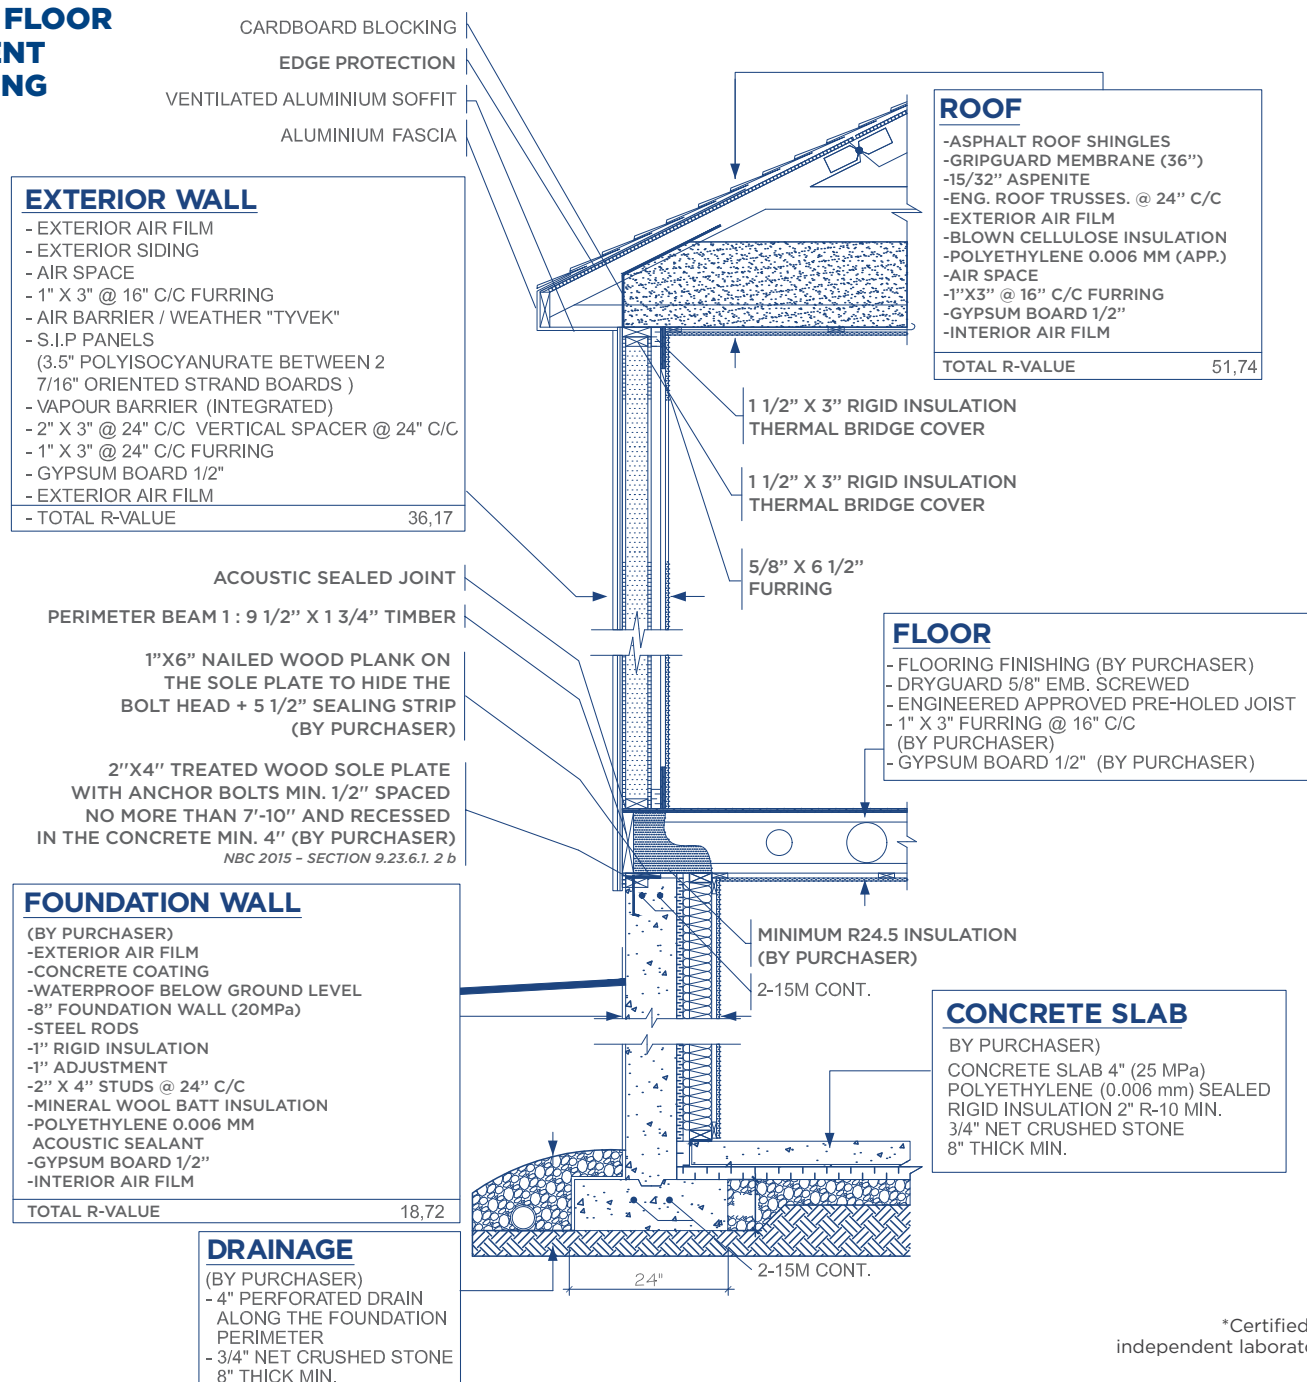 FLOOR
ENT
NG
CARDBOARD BLOCKING
EDGE PROTECTION
VENTILATED ALUMINIUM SOFFIT
ALUMINIUM FASCIA
EXTERIOR WALL
- EXTERIOR AIR FILM
- EXTERIOR SIDING
- AIR SPACE
- 1" X 3" @ 16" C/C FURRING
- AIR BARRIER / WEATHER "TYVEK"
- S.I.P PANELS
(3.5" POLYISOCYANURATE BETWEEN 2
7/16" ORIENTED STRAND BOARDS )
- VAPOUR BARRIER (INTEGRATED)
- 2" X 3" @ 24" C/C VERTICAL SPACER @ 24" C/C
- 1" X 3" @ 24" C/C FURRING
- GYPSUM BOARD 1/2"
- EXTERIOR AIR FILM
- TOTAL R-VALUE 36,17
ROOF
-ASPHALT ROOF SHINGLES
-GRIPGUARD MEMBRANE (36’’)
-15/32’’ ASPENITE
-ENG. ROOF TRUSSES. @ 24’’ C/C
-EXTERIOR AIR FILM
-BLOWN CELLULOSE INSULATION
-POLYETHYLENE 0.006 MM (APP.)
-AIR SPACE
-1’’X3’’ @ 16’’ C/C FURRING
-GYPSUM BOARD 1/2’’
-INTERIOR AIR FILM
TOTAL R-VALUE 51,74
1 1/2’’ X 3’’ RIGID INSULATION
THERMAL BRIDGE COVER
1 1/2’’ X 3’’ RIGID INSULATION
THERMAL BRIDGE COVER
5/8’’ X 6 1/2’’
FURRING
ACOUSTIC SEALED JOINT
PERIMETER BEAM 1 : 9 1/2’’ X 1 3/4’’ TIMBER
1’’X6’’ NAILED WOOD PLANK ON
THE SOLE PLATE TO HIDE THE
BOLT HEAD + 5 1/2’’ SEALING STRIP
(BY PURCHASER)
2’’X4’’ TREATED WOOD SOLE PLATE
WITH ANCHOR BOLTS MIN. 1/2’’ SPACED
NO MORE THAN 7'-10’’ AND RECESSED
IN THE CONCRETE MIN. 4’’ (BY PURCHASER)
NBC 2015 – SECTION 9.23.6.1. 2 b
FLOOR
- FLOORING FINISHING (BY PURCHASER)
- DRYGUARD 5/8" EMB. SCREWED
- ENGINEERED APPROVED PRE-HOLED JOIST
- 1" X 3" FURRING @ 16" C/C
(BY PURCHASER)
- GYPSUM BOARD 1/2" (BY PURCHASER)
FOUNDATION WALL
(BY PURCHASER)
-EXTERIOR AIR FILM
-CONCRETE COATING
-WATERPROOF BELOW GROUND LEVEL
-8’’ FOUNDATION WALL (20MPa)
-STEEL RODS
-1’’ RIGID INSULATION
-1’’ ADJUSTMENT
-2’’ X 4’’ STUDS @ 24’’ C/C
-MINERAL WOOL BATT INSULATION
-POLYETHYLENE 0.006 MM
ACOUSTIC SEALANT
-GYPSUM BOARD 1/2’’
-INTERIOR AIR FILM
TOTAL R-VALUE 18,72
MINIMUM R24.5 INSULATION
(BY PURCHASER)
2-15M CONT.
CONCRETE SLAB
BY PURCHASER)
CONCRETE SLAB 4" (25 MPa)
POLYETHYLENE (0.006 mm) SEALED
RIGID INSULATION 2" R-10 MIN.
3/4" NET CRUSHED STONE
8" THICK MIN.
DRAINAGE
(BY PURCHASER)
- 4" PERFORATED DRAIN
ALONG THE FOUNDATION
PERIMETER
- 3/4" NET CRUSHED STONE
8" THICK MIN.
24"
2-15M CONT.
*Certified
independent laborato